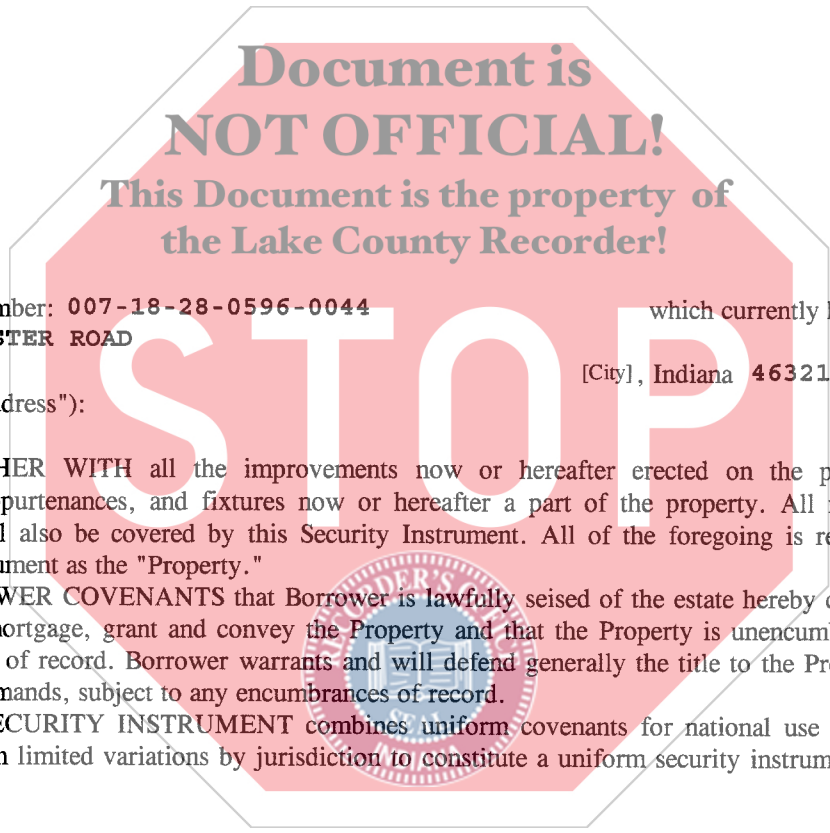 Document is
NOT OFFICIAL!
This Document is the property of
the Lake County Recorder!
mber: 007-18-28-0596-0044 which currently
STER ROAD
[City], Indiana 46321
dress"):
STOP
HER WITH all the improvements now or hereafter erected on the p
purtenances, and fixtures now or hereafter a part of the property. All
l also be covered by this Security Instrument. All of the foregoing is re
ument as the "Property."
WER COVENANTS that Borrower is lawfully seised of the estate hereby
ortgage, grant and convey the Property and that the Property is unencum
of record. Borrower warrants and will defend generally the title to the Pr
mands, subject to any encumbrances of record.
ECURITY INSTRUMENT combines uniform covenants for national use
n limited variations by jurisdiction to constitute a uniform security instrum
RECORDER'S OFFICE
SEAL
INDIANA